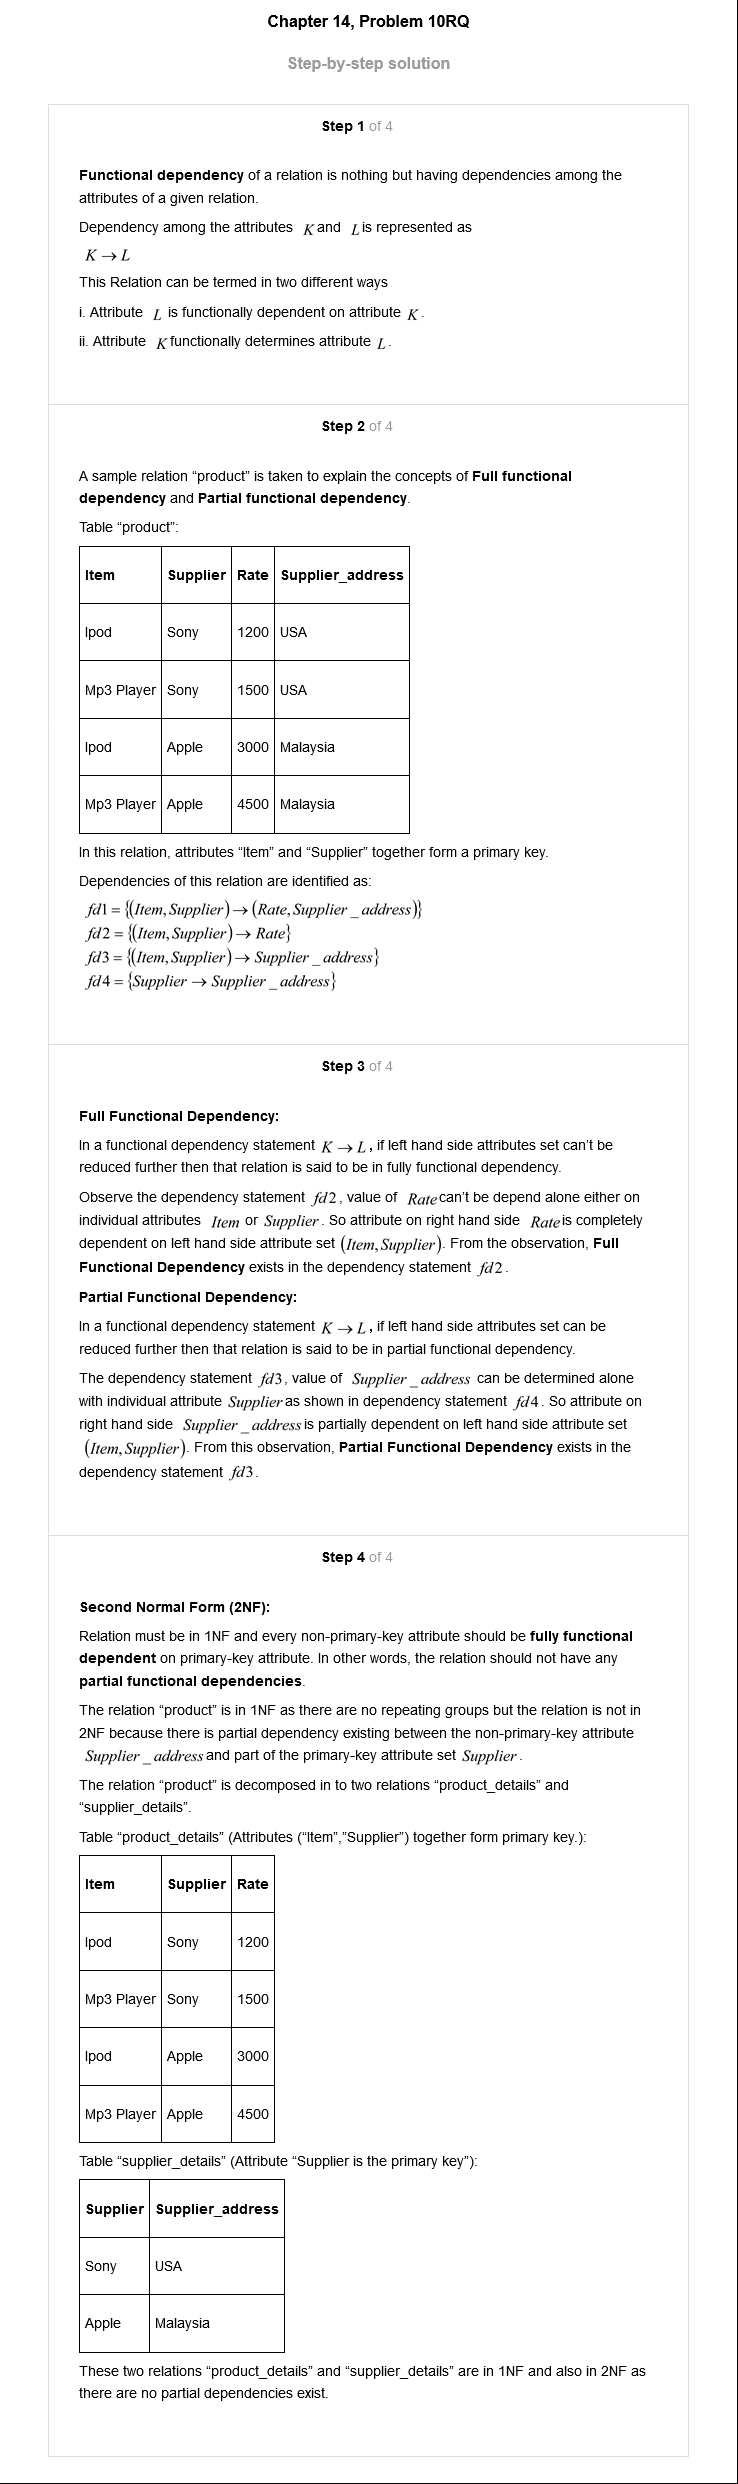 Chapter 14, Problem 10RQ
Step-by-step solution
Step 1 of 4
Functional dependency of a relation is nothing but having dependencies among the
attributes of a given relation.
Dependency among the attributes K and L is represented as
K → L
This Relation can be termed in two different ways
i. Attribute L is functionally dependent on attribute K.
ii. Attribute K functionally determines attribute L.
Step 2 of 4
A sample relation “product” is taken to explain the concepts of Full functional
dependency and Partial functional dependency.
Table “product”:
Item Supplier Rate Supplier_address
Ipod Sony 1200 USA
Mp3 Player Sony 1500 USA
Ipod Apple 3000 Malaysia
Mp3 Player Apple 4500 Malaysia
In this relation, attributes “Item” and “Supplier” together form a primary key.
Dependencies of this relation are identified as:
fd1 = {(Item, Supplier) → (Rate, Supplier_address)}
fd2 = {(Item, Supplier) → Rate}
fd3 = {(Item, Supplier) → Supplier_address}
fd4 = {Supplier → Supplier_address}
Step 3 of 4
Full Functional Dependency:
In a functional dependency statement K → L, if left hand side attributes set can’t be
reduced further then that relation is said to be in fully functional dependency.
Observe the dependency statement fd2, value of Rate can’t be depend alone either on
individual attributes Item or Supplier. So attribute on right hand side Rate is completely
dependent on left hand side attribute set (Item, Supplier). From the observation, Full
Functional Dependency exists in the dependency statement fd2.
Partial Functional Dependency:
In a functional dependency statement K → L, if left hand side attributes set can be
reduced further then that relation is said to be in partial functional dependency.
The dependency statement fd3, value of Supplier_address can be determined alone
with individual attribute Supplier as shown in dependency statement fd4. So attribute on
right hand side Supplier_address is partially dependent on left hand side attribute set
(Item, Supplier). From this observation, Partial Functional Dependency exists in the
dependency statement fd3.
Step 4 of 4
Second Normal Form (2NF):
Relation must be in 1NF and every non-primary-key attribute should be fully functional
dependent on primary-key attribute. In other words, the relation should not have any
partial functional dependencies.
The relation “product” is in 1NF as there are no repeating groups but the relation is not in
2NF because there is partial dependency existing between the non-primary-key attribute
Supplier_address and part of the primary-key attribute set Supplier.
The relation “product” is decomposed in to two relations “product_details” and
“supplier_details”.
Table “product_details” (Attributes (“Item”,”Supplier”) together form primary key.):
Item Supplier Rate
Ipod Sony 1200
Mp3 Player Sony 1500
Ipod Apple 3000
Mp3 Player Apple 4500
Table “supplier_details” (Attribute “Supplier is the primary key”):
Supplier Supplier_address
Sony USA
Apple Malaysia
These two relations “product_details” and “supplier_details” are in 1NF and also in 2NF as
there are no partial dependencies exist.